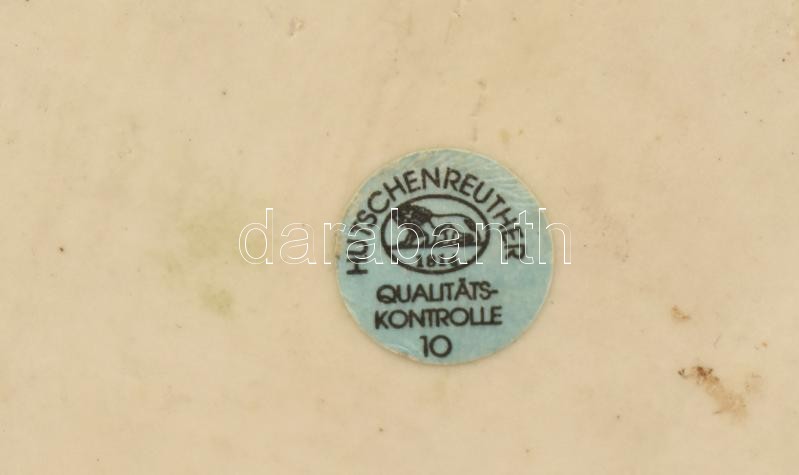 HUTSCHENREUTHER
QUALITÄTS-
KONTROLLE
10
darabanth